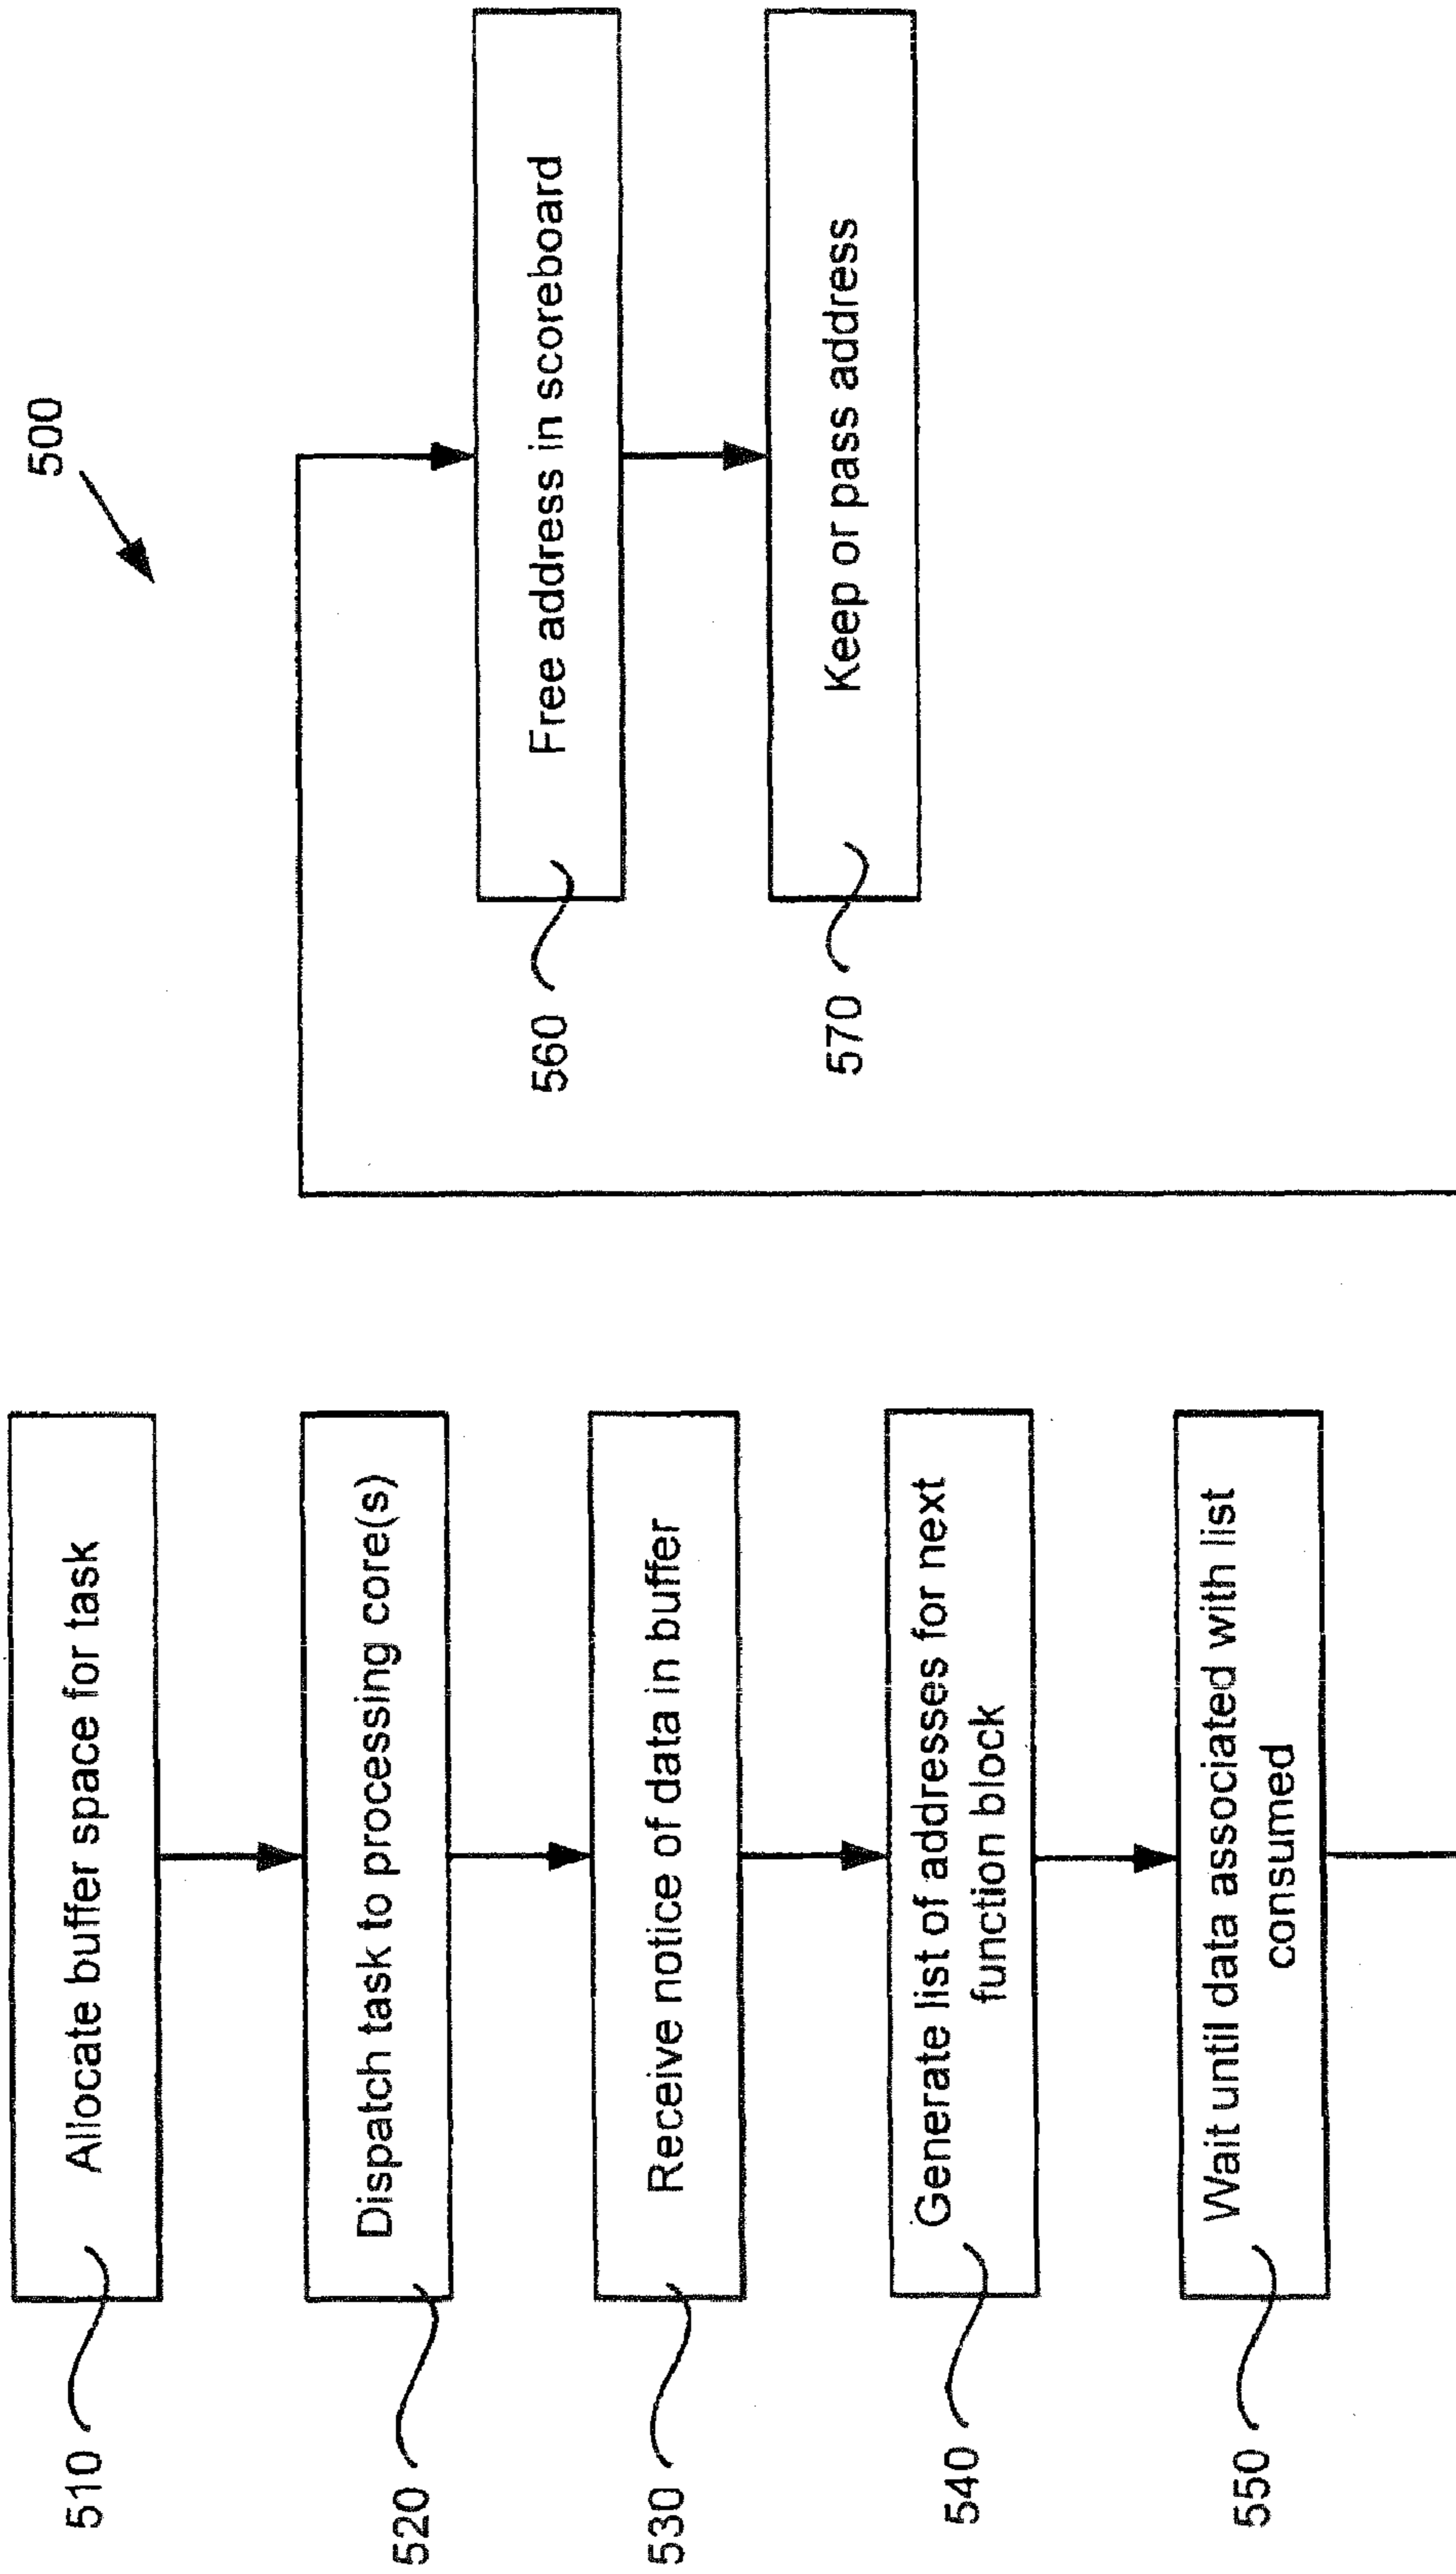 500
510
Allocate buffer space for task
520
Dispatch task to processing core(s)
530
Receive notice of data in buffer
540
Generate list of addresses for next
function block
550
Wait until data associated with list
consumed
560
Free address in scoreboard
570
Keep or pass address